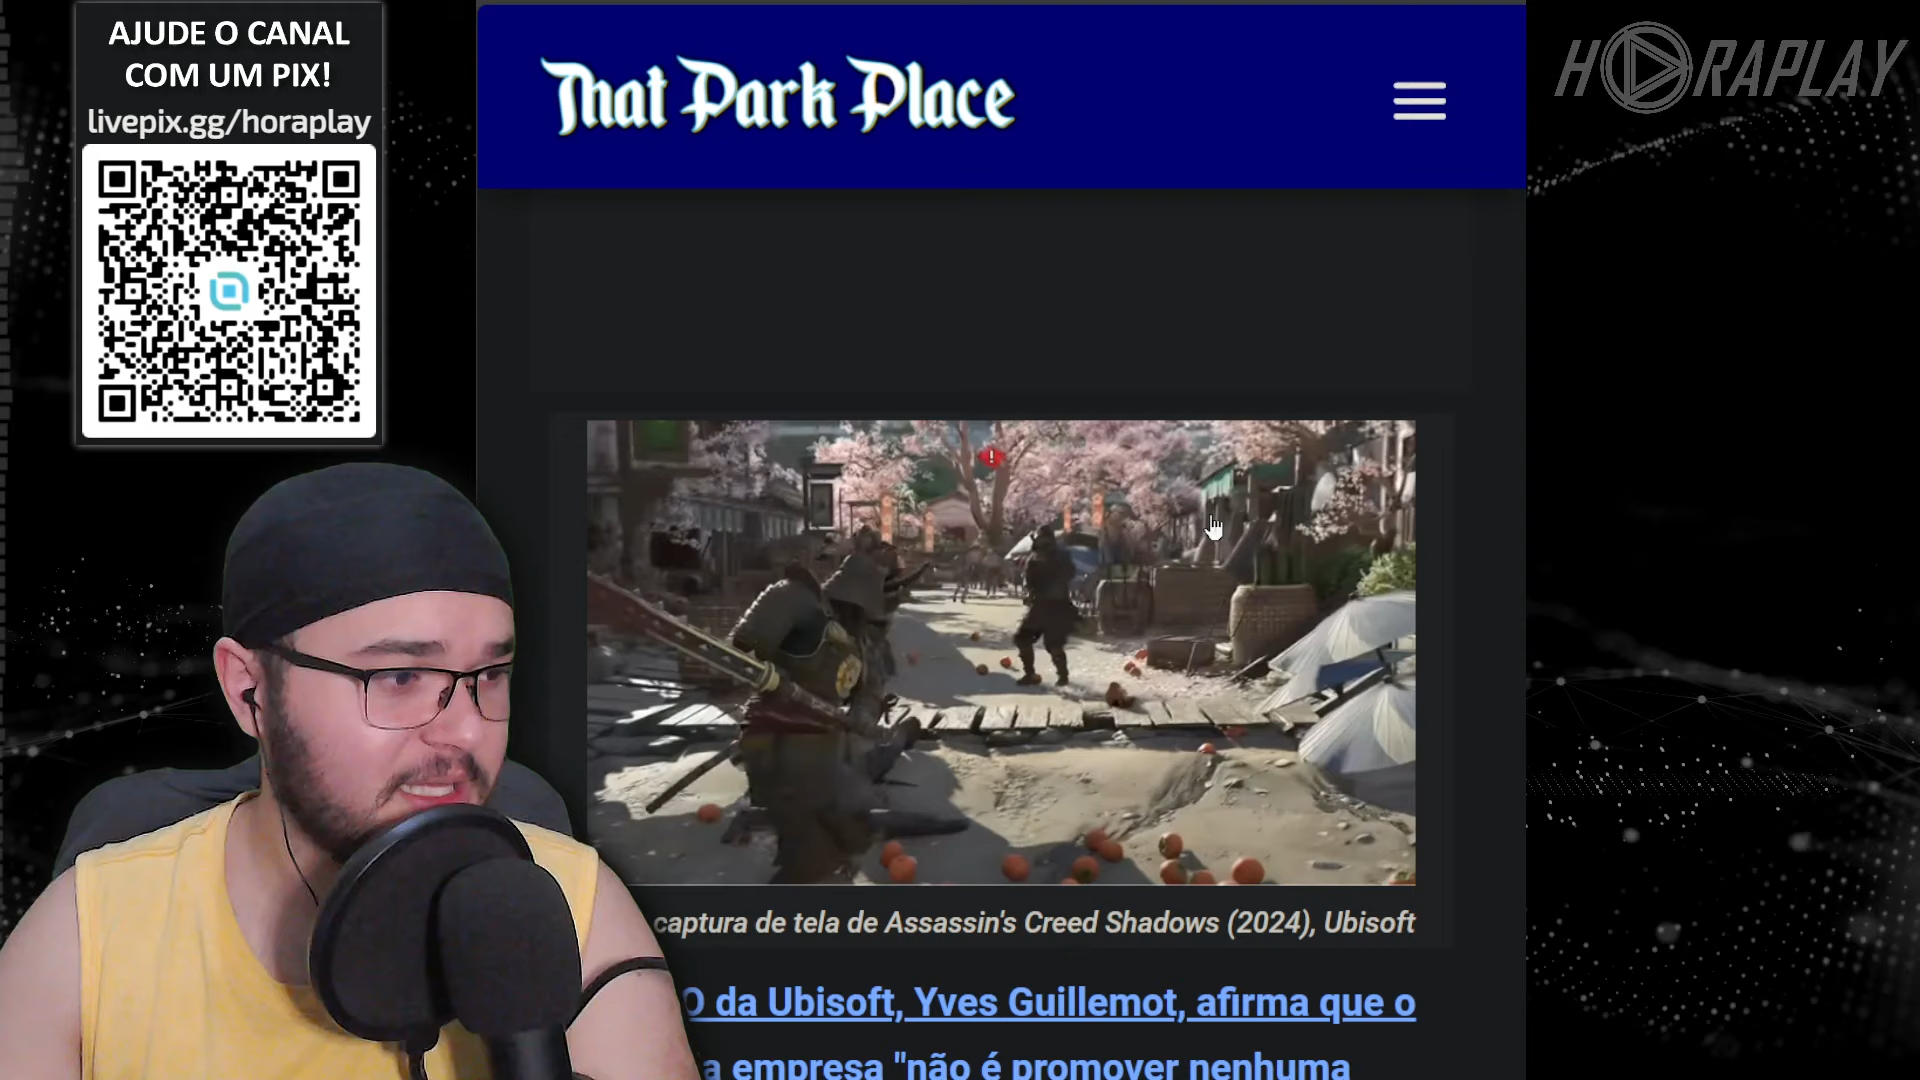 AJUDE O CANAL
COM UM PIX!
livepix.gg/horaplay
That Park Place
HORAPLAY
captura de tela de Assassin's Creed Shadows (2024), Ubisoft
da Ubisoft, Yves Guillemot, afirma que o
empresa "não é promover nenhuma